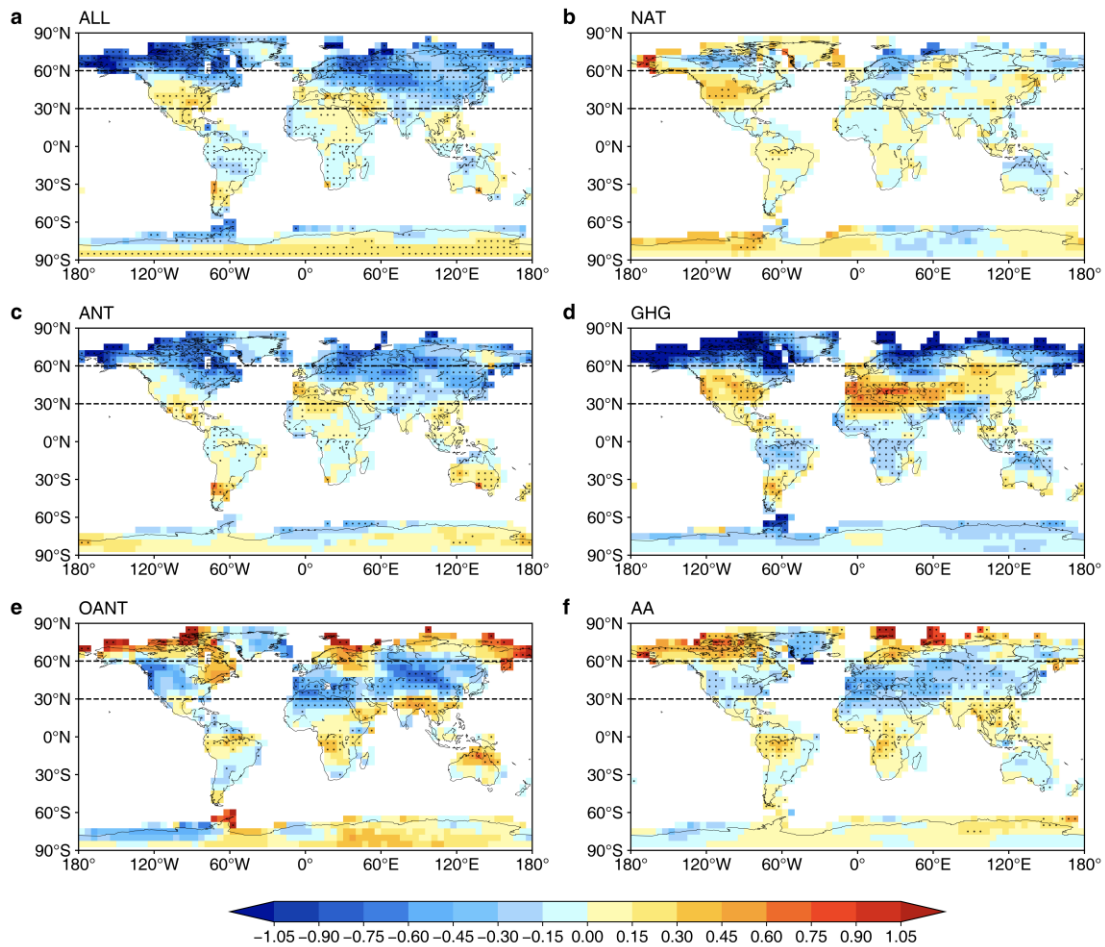 a ALL
90°N
60°N
30°N
0°N
30°S
60°S
90°S
180° 120°W 60°W 0° 60°E 120°E 180°
b NAT
90°N
60°N
30°N
0°N
30°S
60°S
90°S
180° 120°W 60°W 0° 60°E 120°E 180°
c ANT
90°N
60°N
30°N
0°N
30°S
60°S
90°S
180° 120°W 60°W 0° 60°E 120°E 180°
d GHG
90°N
60°N
30°N
0°N
30°S
60°S
90°S
180° 120°W 60°W 0° 60°E 120°E 180°
e OANT
90°N
60°N
30°N
0°N
30°S
60°S
90°S
180° 120°W 60°W 0° 60°E 120°E 180°
f AA
90°N
60°N
30°N
0°N
30°S
60°S
90°S
180° 120°W 60°W 0° 60°E 120°E 180°
−1.05 −0.90 −0.75 −0.60 −0.45 −0.30 −0.15 0.00 0.15 0.30 0.45 0.60 0.75 0.90 1.05